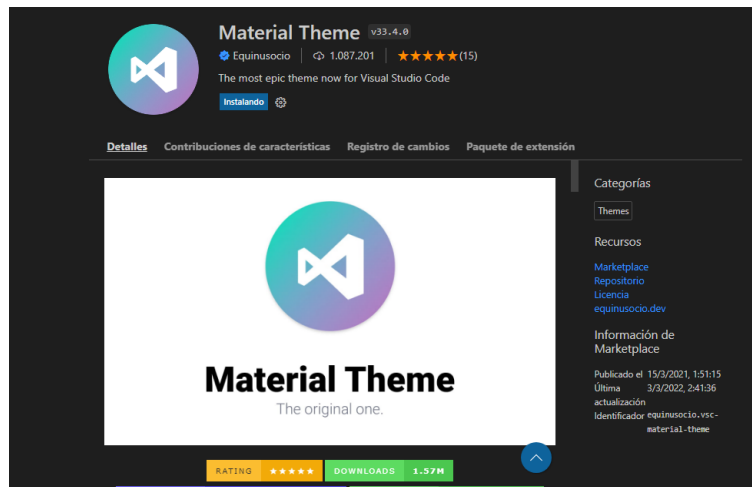 Material Theme v33.4.0
Equinusocio 1.087.201 (15)
The most epic theme now for Visual Studio Code
Instalando
Detalles Contribuciones de características Registro de cambios Paquete de extensión
Material Theme
The original one.
RATING ★★★★★ DOWNLOADS 1.57M
Categorías
Themes
Recursos
Marketplace
Repositorio
Licencia
equinusocio.dev
Información de
Marketplace
Publicado el 15/3/2021, 1:51:15
Última 3/3/2022, 2:41:36
actualización
Identificador equinusocio.vsc-
material-theme